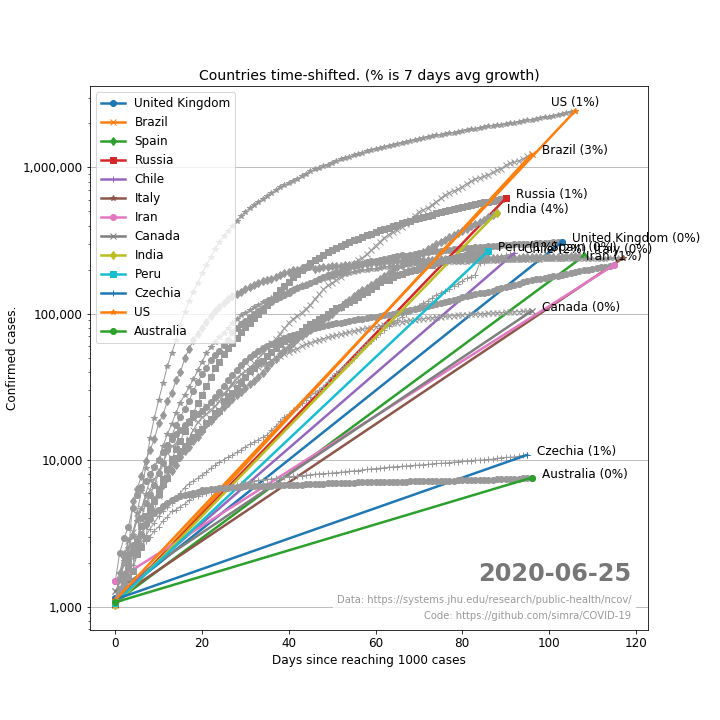 Countries time-shifted. (% is 7 days avg growth)
United Kingdom
Brazil
Spain
Russia
Chile
Italy
Iran
Canada
India
Peru
Czechia
US
Australia
US (1%)
Brazil (3%)
Russia (1%)
India (4%)
United Kingdom (0%)
Iran (1%)
Canada (0%)
Czechia (1%)
Australia (0%)
1,000,000
100,000
10,000
1,000
Confirmed cases.
2020-06-25
Data: https://systems.jhu.edu/research/public-health/ncov/
Code: https://github.com/simra/COVID-19
0 20 40 60 80 100 120
Days since reaching 1000 cases